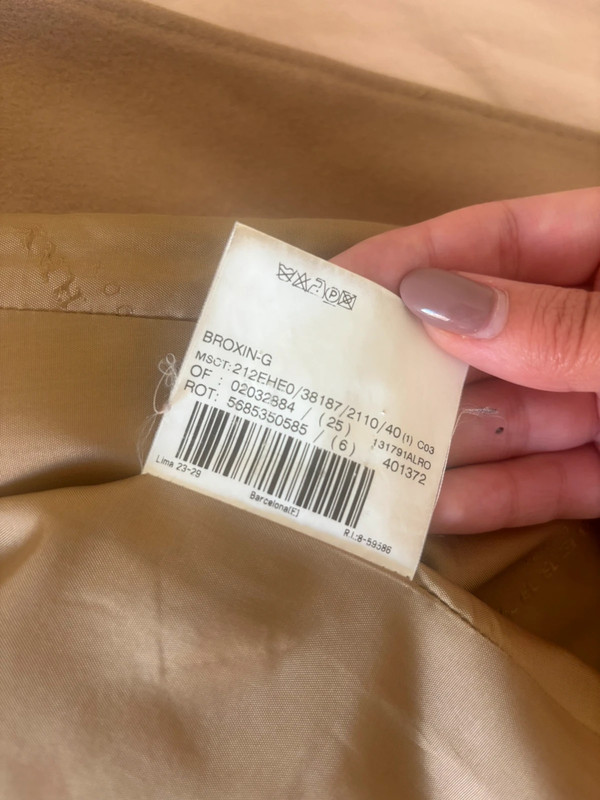 BROXIN-G
MSCT: 212EHE0/38187/2110/40 (1) C03
OF : 02032884 / (25) 131791ALRO
ROT: 5685350585 / (6) 401372
Lima 23-29
Barcelona(E)
R.I:8-59586